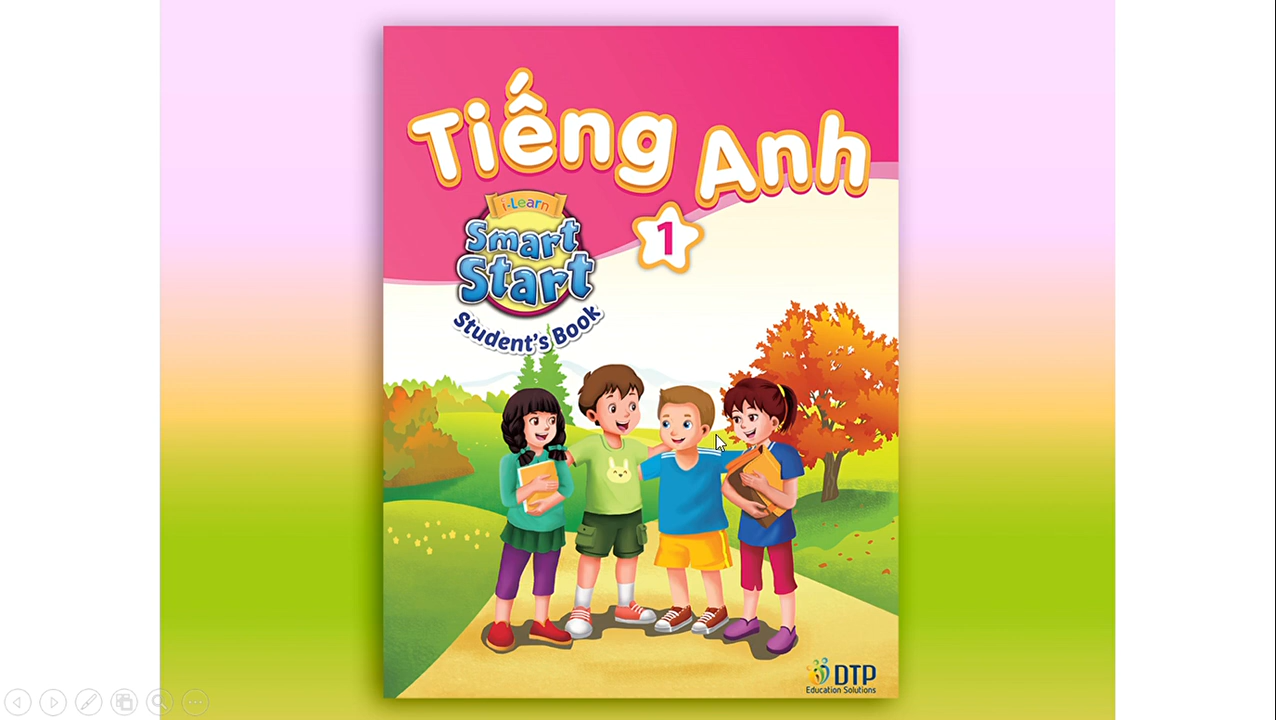 Tiếng Anh
1
i-Learn
Smart
Start
Student's Book
DTP
Education Solutions